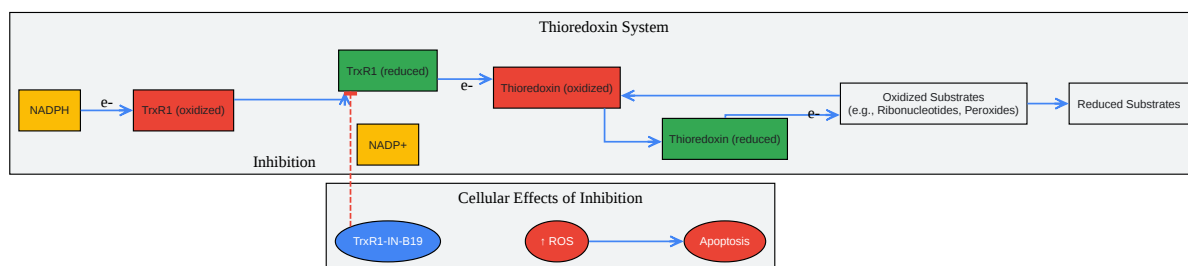 Thioredoxin System
TrxR1 (reduced)
e-
Thioredoxin (oxidized)
NADPH
e-
TrxR1 (oxidized)
Oxidized Substrates
(e.g., Ribonucleotides, Peroxides)
Reduced Substrates
e-
Thioredoxin (reduced)
NADP+
Inhibition
Cellular Effects of Inhibition
TrxR1-IN-B19
↑ ROS
Apoptosis